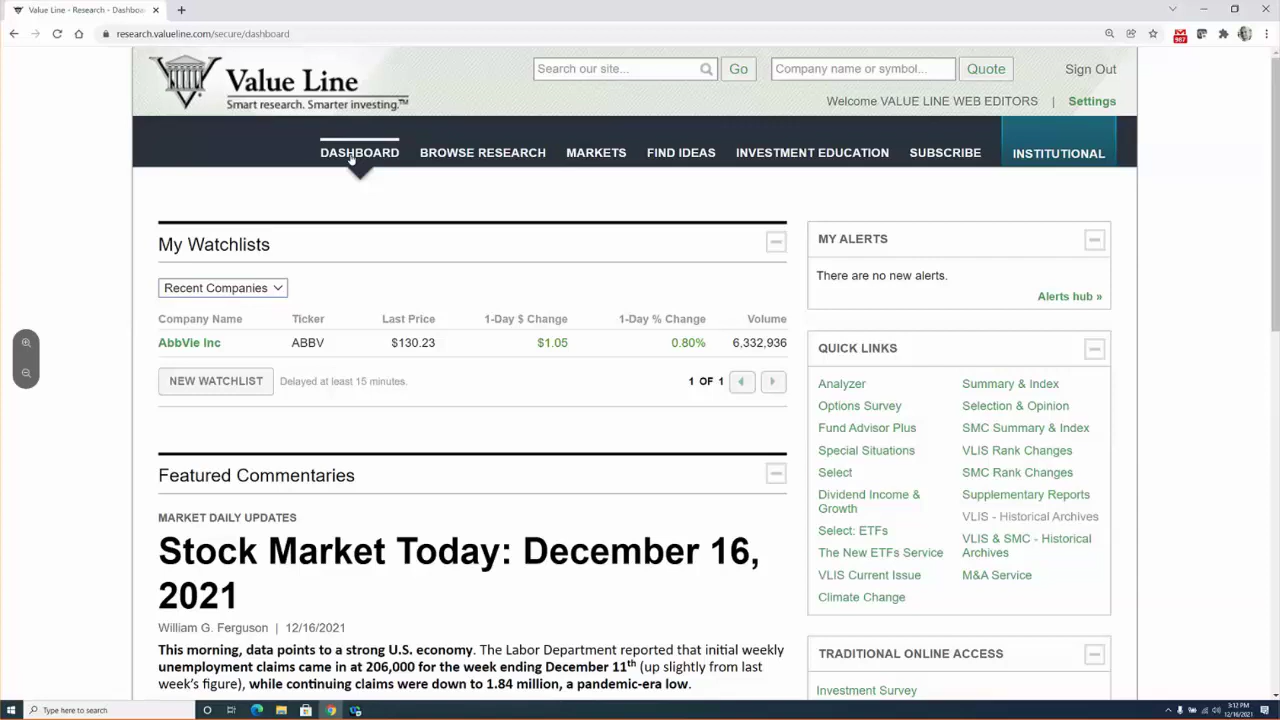 Value Line - Research - Dashboa
research.valueline.com/secure/dashboard
987
Value Line
Smart research. Smarter investing.™
Search our site...
Go
Company name or symbol...
Quote
Sign Out
Welcome VALUE LINE WEB EDITORS | Settings
DASHBOARD BROWSE RESEARCH MARKETS FIND IDEAS INVESTMENT EDUCATION SUBSCRIBE INSTITUTIONAL
My Watchlists
Recent Companies
Company Name Ticker Last Price 1-Day $ Change 1-Day % Change Volume
AbbVie Inc ABBV $130.23 $1.05 0.80% 6,332,936
NEW WATCHLIST Delayed at least 15 minutes. 1 OF 1
Featured Commentaries
MARKET DAILY UPDATES
Stock Market Today: December 16,
2021
William G. Ferguson | 12/16/2021
This morning, data points to a strong U.S. economy. The Labor Department reported that initial weekly
unemployment claims came in at 206,000 for the week ending December 11th (up slightly from last
week's figure), while continuing claims were down to 1.84 million, a pandemic-era low.
MY ALERTS
There are no new alerts.
Alerts hub »
QUICK LINKS
Analyzer
Options Survey
Fund Advisor Plus
Special Situations
Select
Dividend Income &
Growth
Select: ETFs
The New ETFs Service
VLIS Current Issue
Climate Change
Summary & Index
Selection & Opinion
SMC Summary & Index
VLIS Rank Changes
SMC Rank Changes
Supplementary Reports
VLIS - Historical Archives
VLIS & SMC - Historical
Archives
M&A Service
TRADITIONAL ONLINE ACCESS
Investment Survey
Type here to search
3:12 PM
12/16/2021